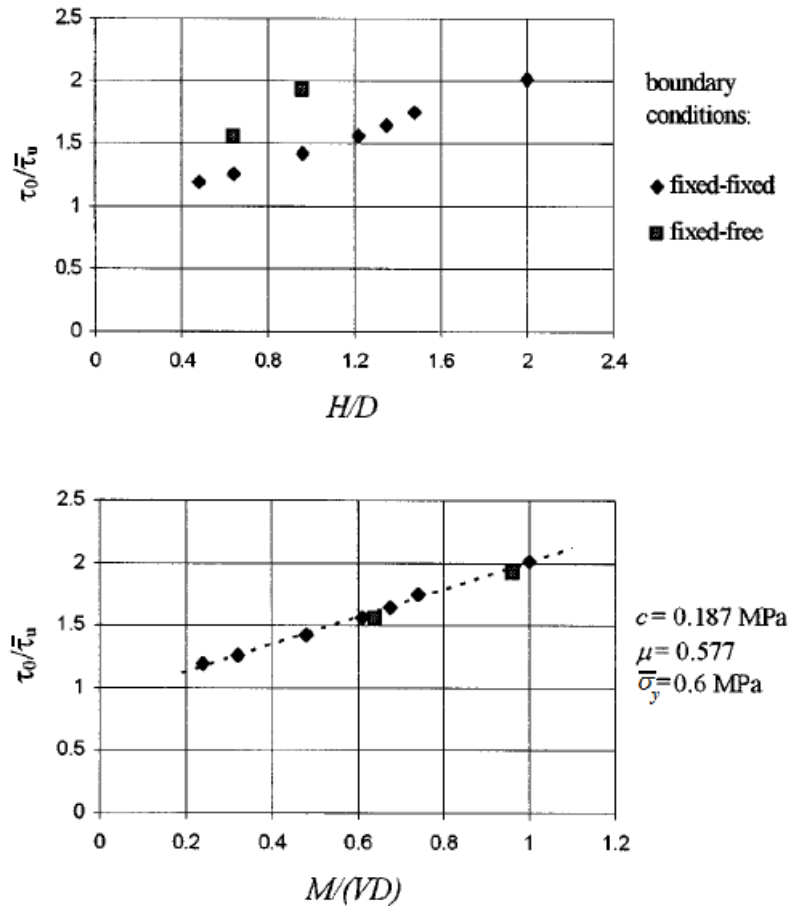 2.5
2
1.5
1
0.5
0
τ₀/τ̄ᵤ
0 0.4 0.8 1.2 1.6 2 2.4
H/D
boundary
conditions:
◆ fixed-fixed
■ fixed-free
2.5
2
1.5
1
0.5
0
τ₀/τ̄ᵤ
0 0.2 0.4 0.6 0.8 1 1.2
M/(VD)
c = 0.187 MPa
μ = 0.577
σ̄y = 0.6 MPa